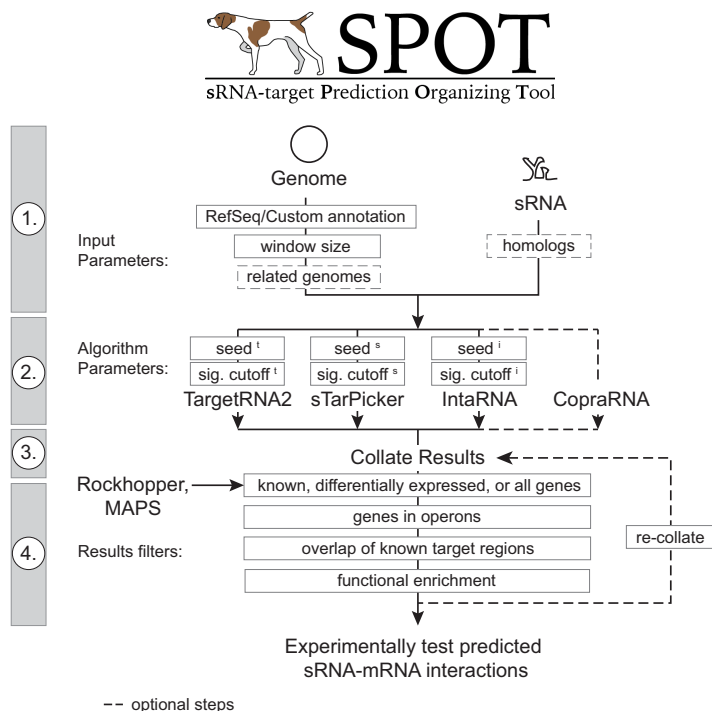 SPOT
sRNA-target Prediction Organizing Tool
1.
Genome
sRNA
RefSeq/Custom annotation
Input
Parameters:
window size
homologs
related genomes
2.
Algorithm
Parameters:
seed t
seed s
seed i
sig. cutoff t
sig. cutoff s
sig. cutoff i
TargetRNA2
sTarPicker
IntaRNA
CopraRNA
3.
Collate Results
4.
Rockhopper,
MAPS
known, differentially expressed, or all genes
genes in operons
re-collate
Results filters:
overlap of known target regions
functional enrichment
Experimentally test predicted
sRNA-mRNA interactions
-- optional steps